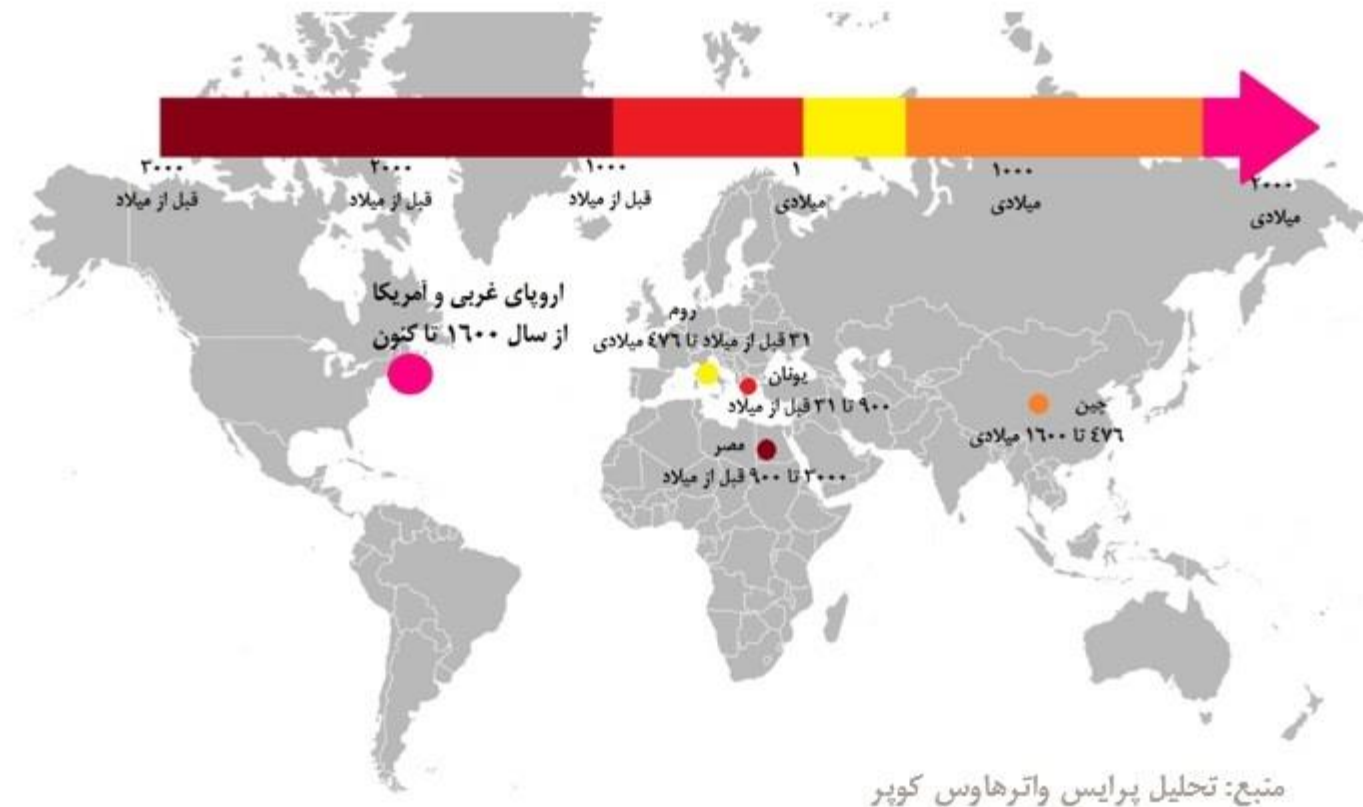 ۳۰۰۰
قبل از میلاد
۲۰۰۰
قبل از میلاد
۱۰۰۰
قبل از میلاد
۱
میلادی
۱۰۰۰
میلادی
۲۰۰۰
میلادی
اروپای غربی و آمریکا
از سال ۱۶۰۰ تا کنون
روم
۳۱ قبل از میلاد تا ۴۷۶ میلادی
یونان
۹۰۰ تا ۳۱ قبل از میلاد
مصر
۳۰۰۰ تا ۹۰۰ قبل از میلاد
چین
۴۷۶ تا ۱۶۰۰ میلادی
منبع: تحلیل پرایس واترهاوس کوپر